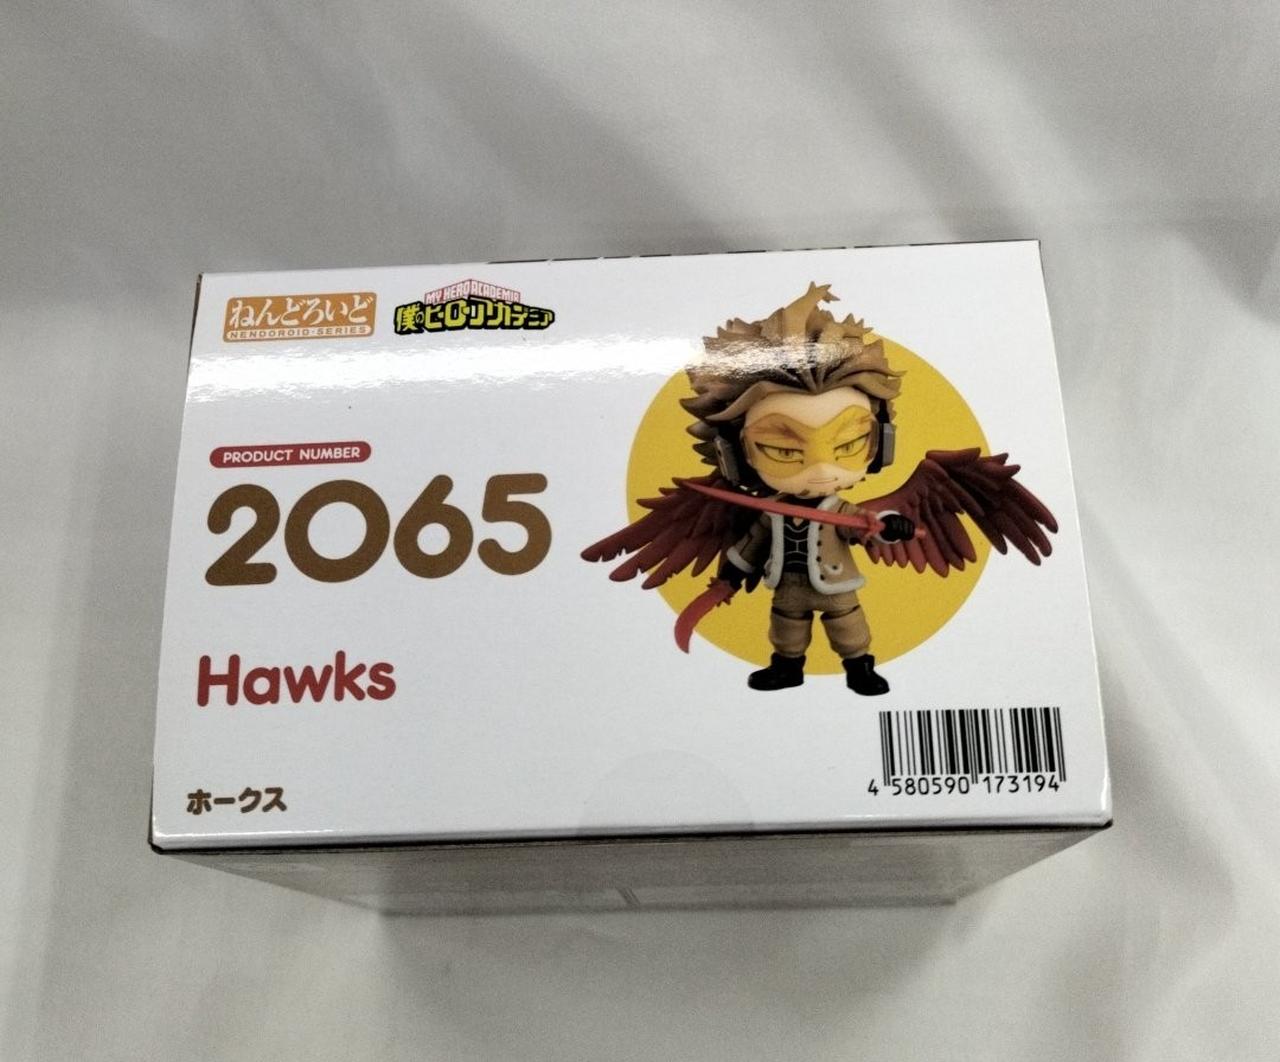 ねんどろいど
NENDOROID·SERIES
MY HERO ACADEMIA
僕のヒーローアカデミア
PRODUCT NUMBER
2065
Hawks
ホークス
4 580590 173194